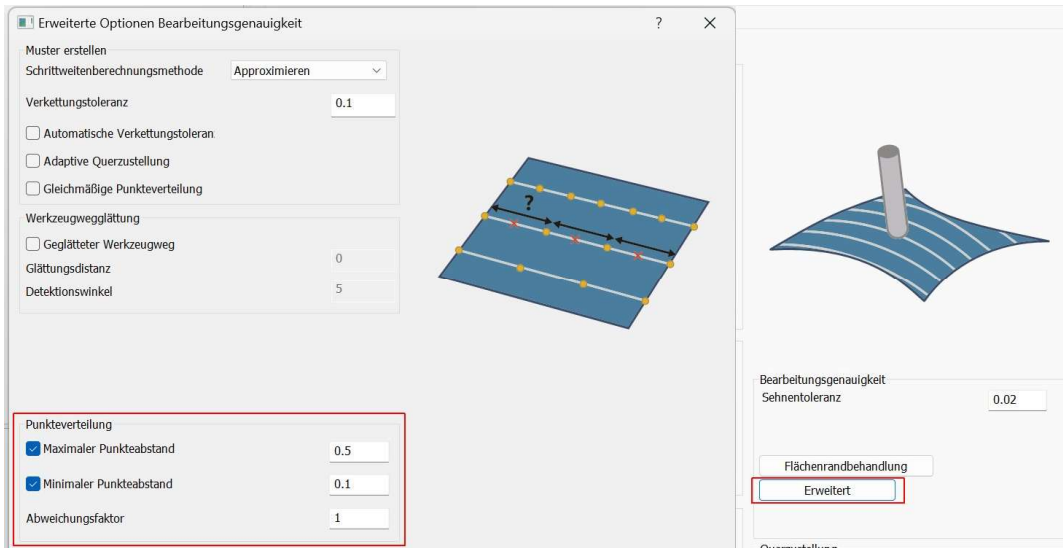 Erweiterte Optionen Bearbeitungsgenauigkeit
?
Muster erstellen
Schrittweitenberechnungsmethode Approximieren
Verkettungstoleranz 0.1
Automatische Verkettungstoleran
Adaptive Querzustellung
Gleichmäßige Punkteverteilung
Werkzeugwegglättung
Geglätteter Werkzeugweg
Glättungsdistanz 0
Detektionswinkel 5
?
Punkteverteilung
Maximaler Punkteabstand 0.5
Minimaler Punkteabstand 0.1
Abweichungsfaktor 1
Bearbeitungsgenauigkeit
Sehnentoleranz 0.02
Flächenrandbehandlung
Erweitert